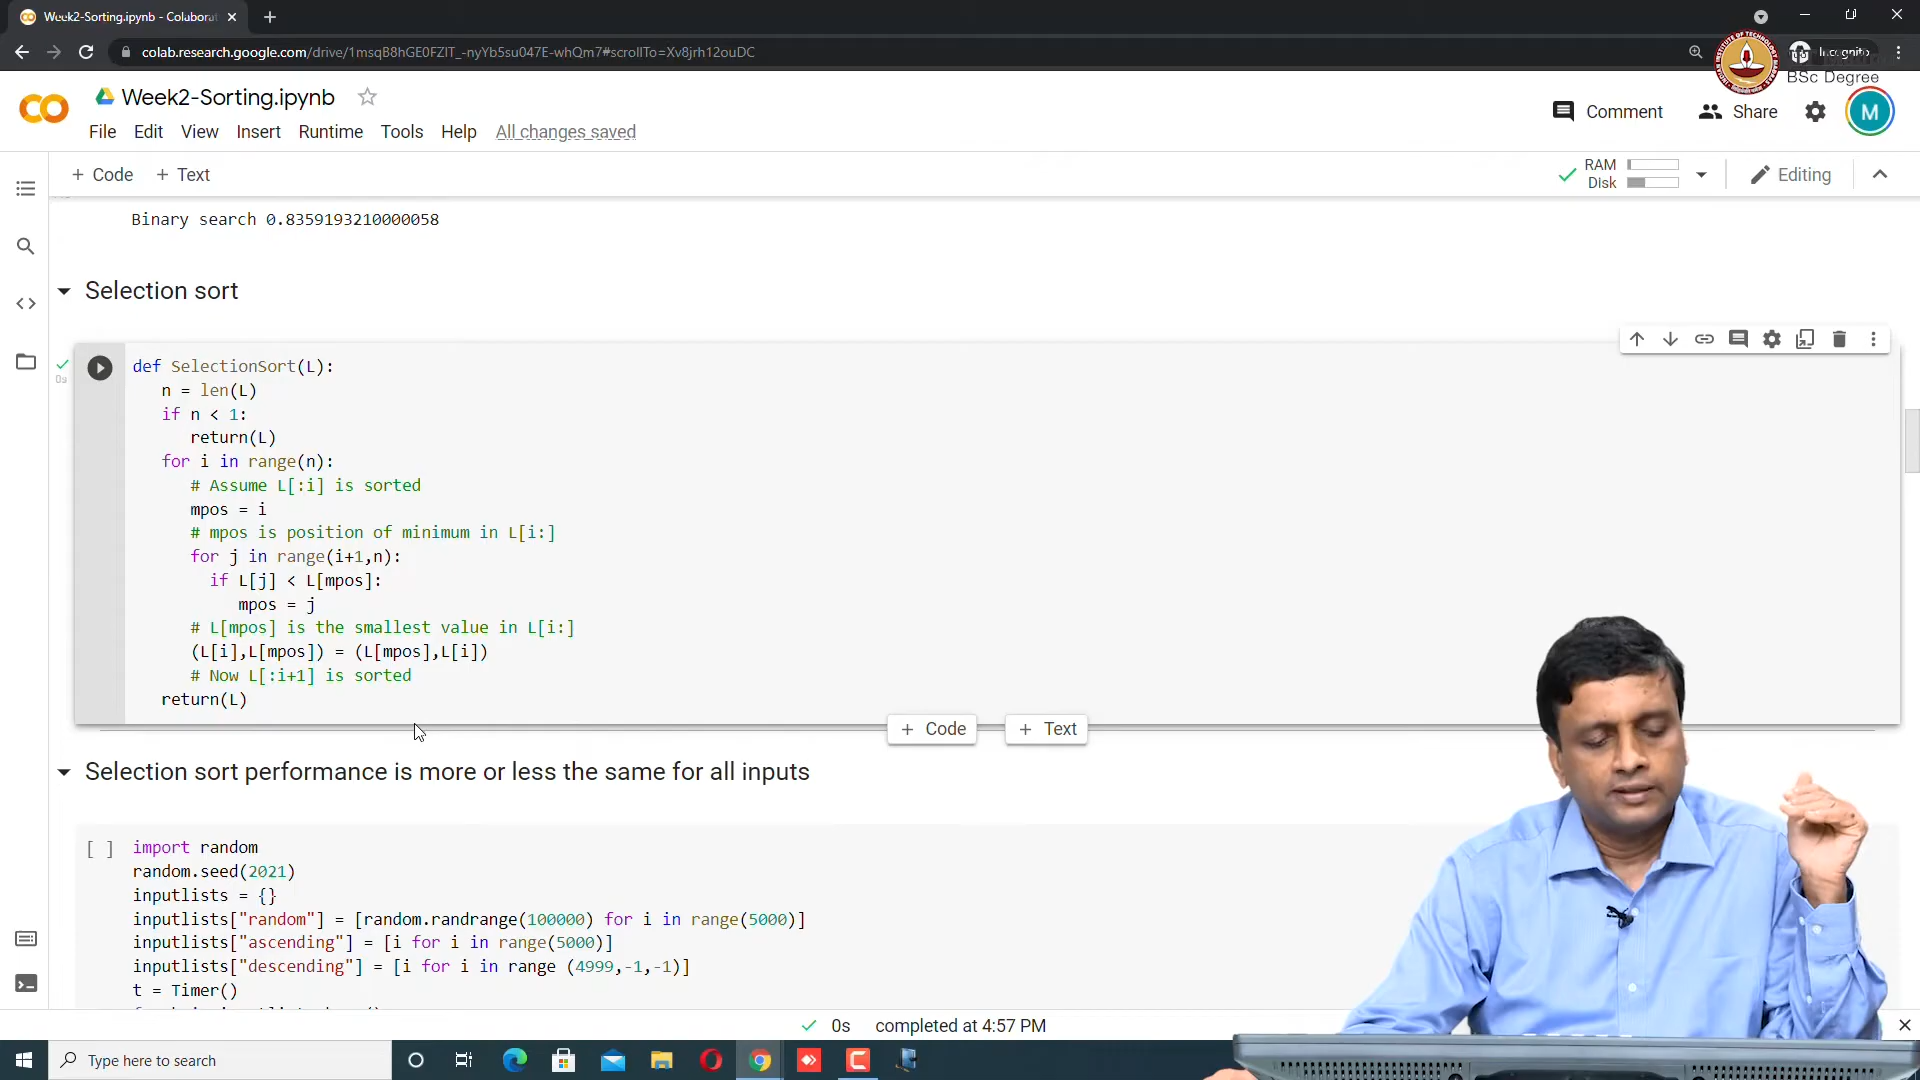 Week2-Sorting.ipynb - Colaborat
colab.research.google.com/drive/1msqB8hGE0FZIT_-nyYb5su047E-whQm7#scrollTo=Xv8jrh12ouDC
Incognito
BSc Degree
Week2-Sorting.ipynb
File Edit View Insert Runtime Tools Help All changes saved
Comment Share M
+ Code + Text
RAM
Disk
Editing
Binary search 0.8359193210000058
Selection sort
0s
def SelectionSort(L):
n = len(L)
if n < 1:
return(L)
for i in range(n):
# Assume L[:i] is sorted
mpos = i
# mpos is position of minimum in L[i:]
for j in range(i+1,n):
if L[j] < L[mpos]:
mpos = j
# L[mpos] is the smallest value in L[i:]
(L[i],L[mpos]) = (L[mpos],L[i])
# Now L[:i+1] is sorted
return(L)
+ Code + Text
Selection sort performance is more or less the same for all inputs
[ ] import random
random.seed(2021)
inputlists = {}
inputlists["random"] = [random.randrange(100000) for i in range(5000)]
inputlists["ascending"] = [i for i in range(5000)]
inputlists["descending"] = [i for i in range (4999,-1,-1)]
t = Timer()
0s completed at 4:57 PM
Type here to search